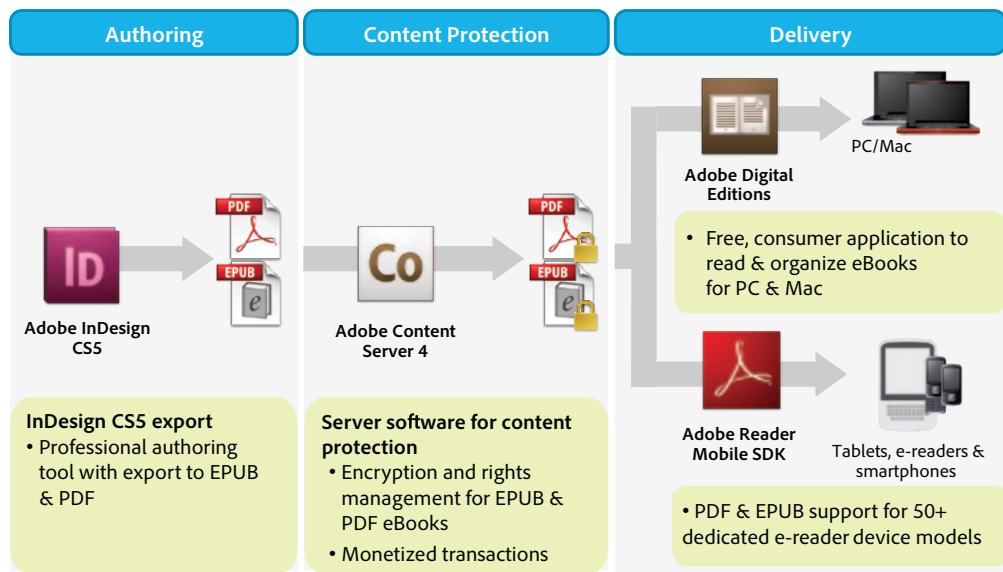 Authoring
Content Protection
Delivery
PDF
EPUB
ID
Adobe InDesign
CS5
InDesign CS5 export
• Professional authoring
tool with export to EPUB
& PDF
PDF
EPUB
e
e
Co
Adobe Content
Server 4
Server software for content
protection
• Encryption and rights
management for EPUB &
PDF eBooks
• Monetized transactions
PC/Mac
Adobe Digital
Editions
• Free, consumer application to
read & organize eBooks
for PC & Mac
Adobe Reader
Mobile SDK
Tablets, e-readers &
smartphones
• PDF & EPUB support for 50+
dedicated e-reader device models